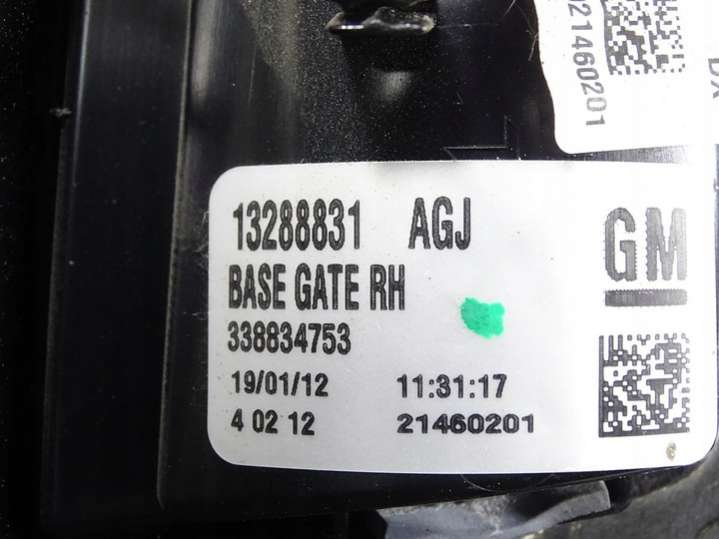 21460201
13288831 AGJ
GM
BASE GATE RH
338834753
19/01/12 11:31:17
4 02 12 21460201